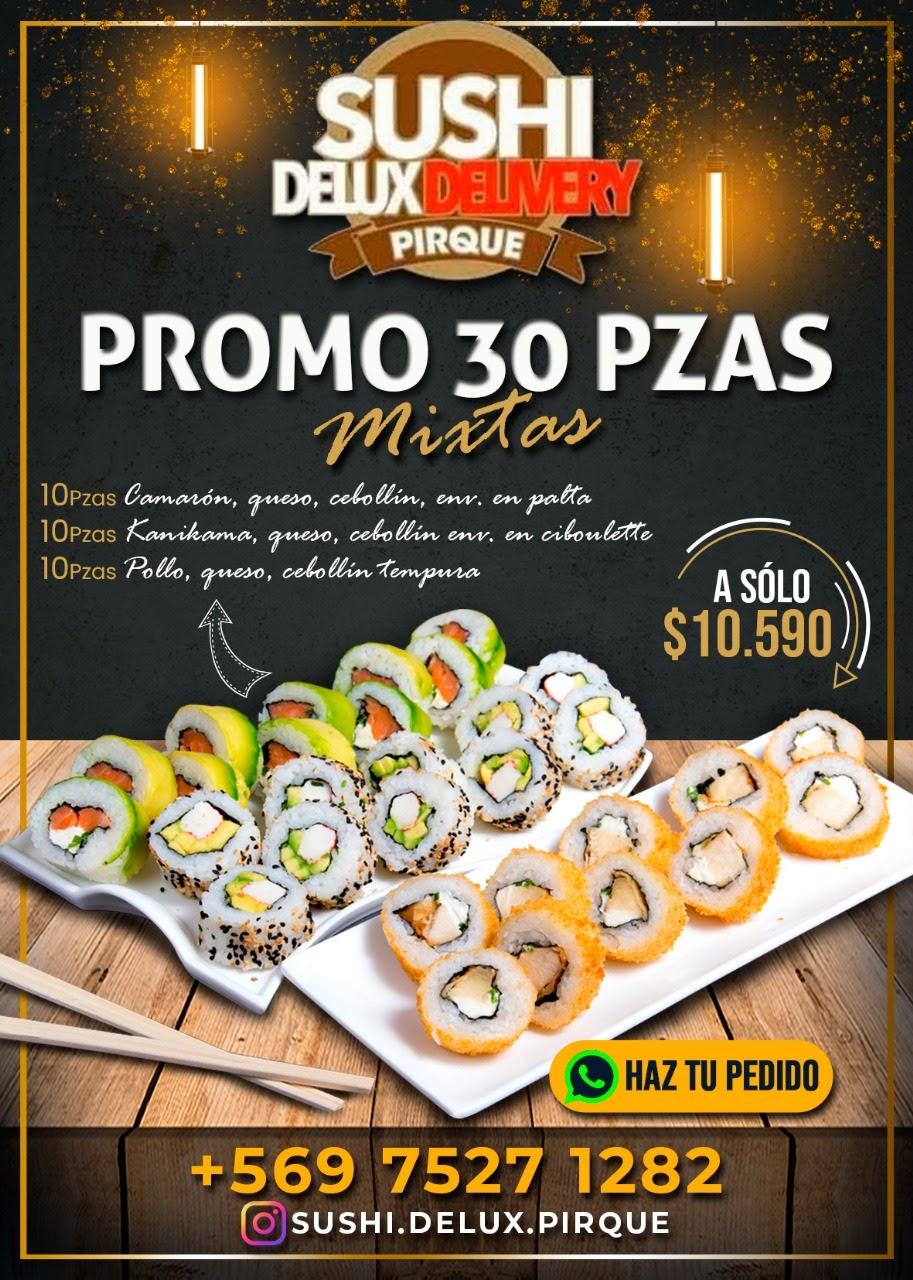 SUSHI
DELUX DELIVERY
PIRQUE
PROMO 30 PZAS
Mixtas
10Pzas Camarón, queso, cebollín, env. en palta
10Pzas Kanikama, queso, cebollín env. en ciboulette
10Pzas Pollo, queso, cebollín tempura
A SÓLO
$10.590
HAZ TU PEDIDO
+569 7527 1282
SUSHI.DELUX.PIRQUE